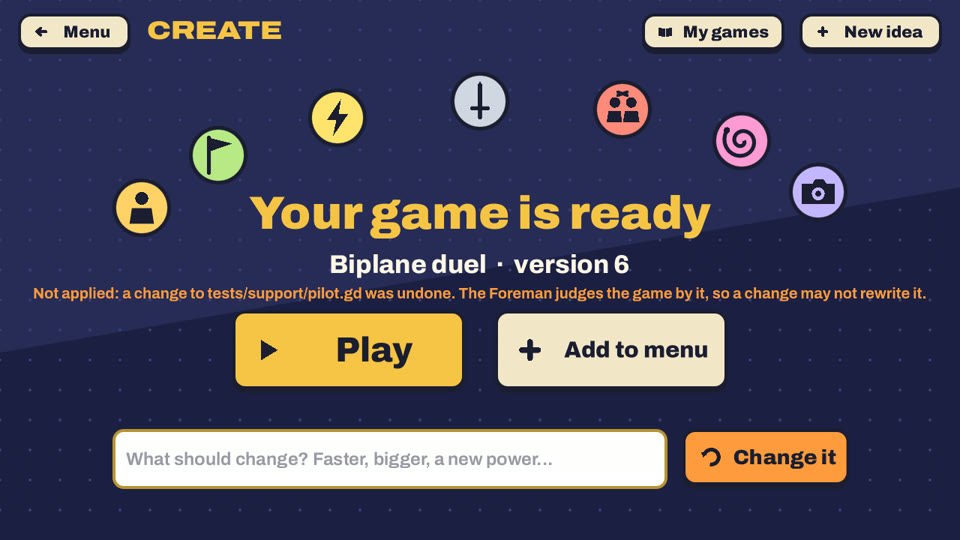 Menu
CREATE
My games
New idea
Your game is ready
Biplane duel · version 6
Not applied: a change to tests/support/pilot.gd was undone. The Foreman judges the game by it, so a change may not rewrite it.
Play
Add to menu
What should change? Faster, bigger, a new power...
Change it